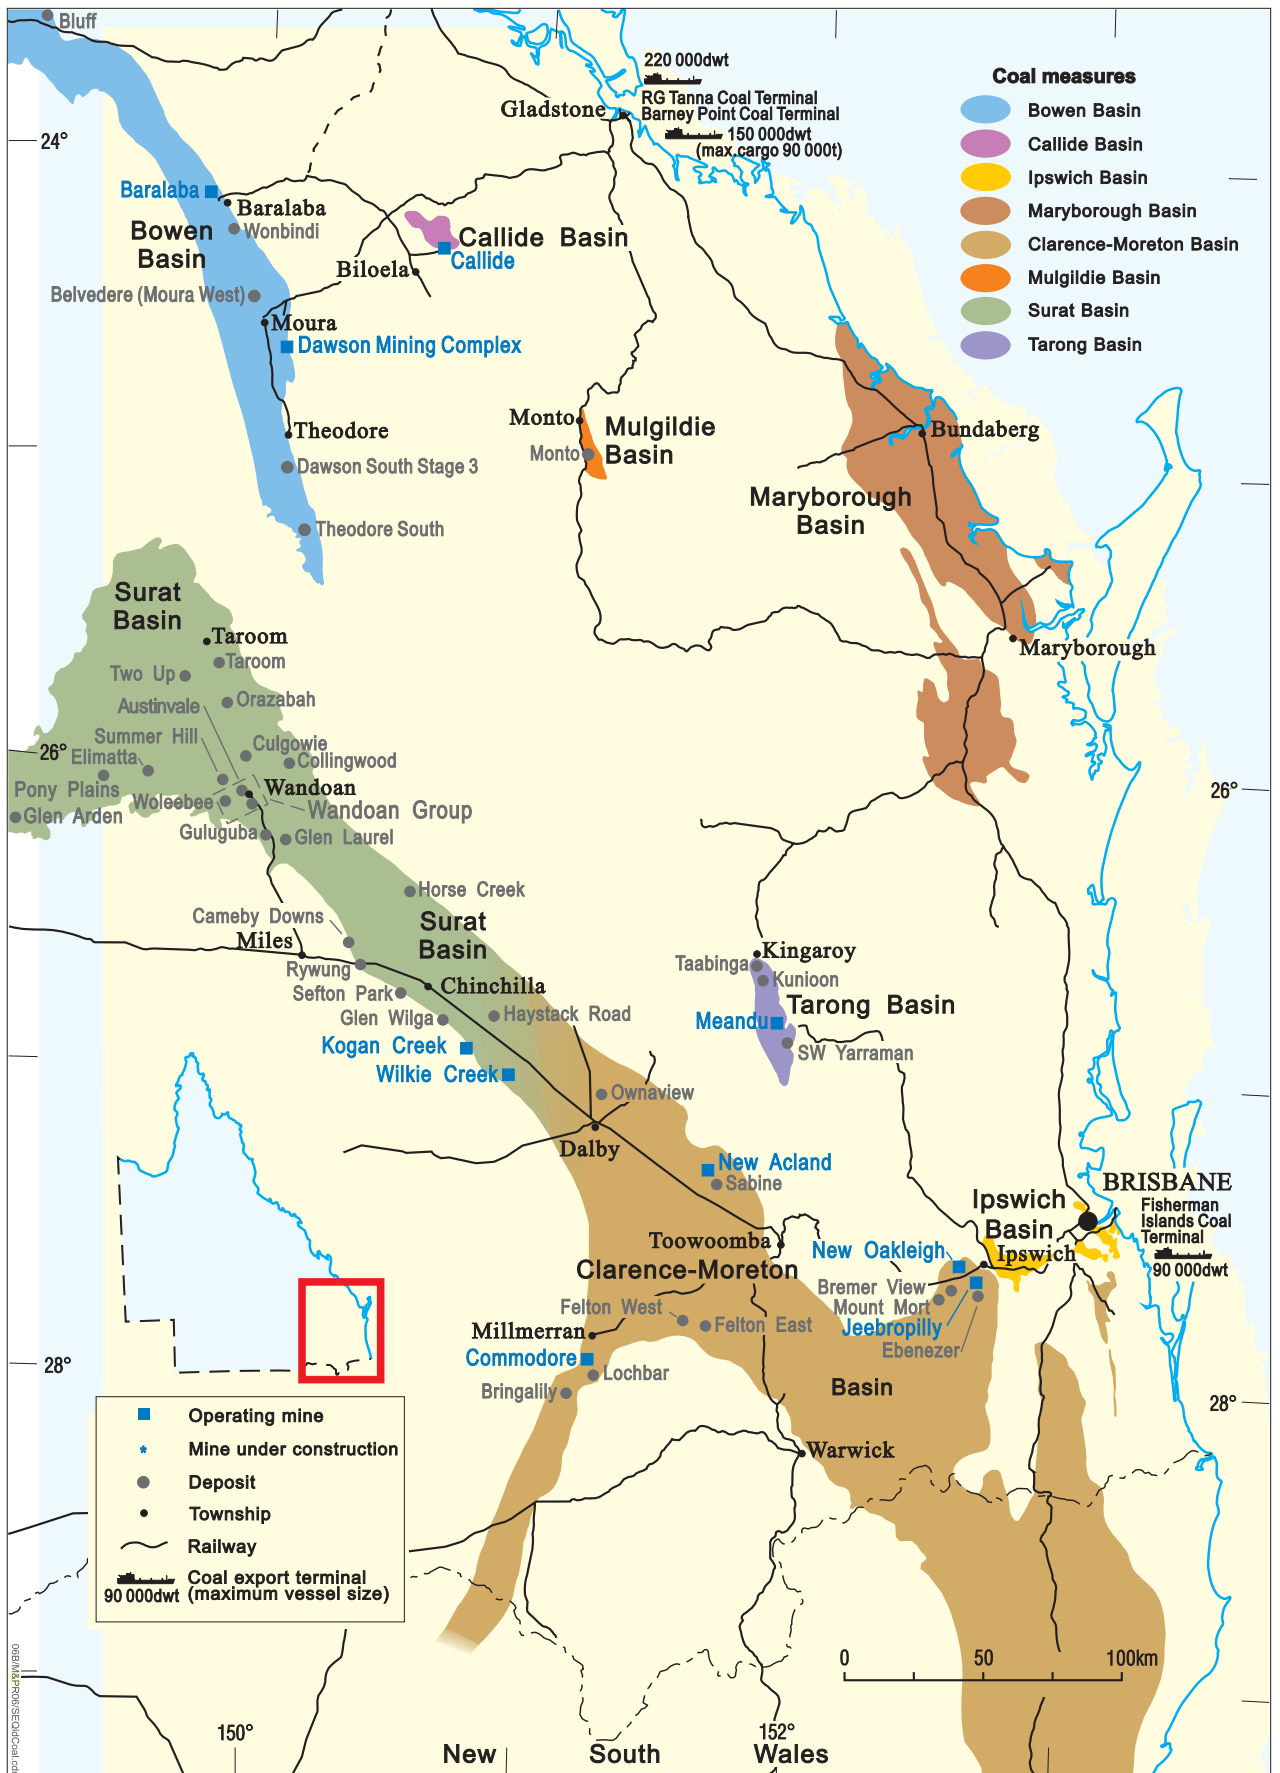 Bluff
220 000dwt
RG Tanna Coal Terminal
Barney Point Coal Terminal
150 000dwt
(max.cargo 90 000t)
Gladstone
Coal measures
Bowen Basin
Callide Basin
Ipswich Basin
Maryborough Basin
Clarence-Moreton Basin
Mulgildie Basin
Surat Basin
Tarong Basin
24°
Baralaba
Baralaba
Wonbindi
Bowen
Basin
Callide Basin
Callide
Biloela
Belvedere (Moura West)
Moura
Dawson Mining Complex
Theodore
Dawson South Stage 3
Theodore South
Monto
Monto
Mulgildie
Basin
Bundaberg
Maryborough
Basin
Maryborough
Surat
Basin
Taroom
Taroom
Two Up
Orazabah
Austinvale
Summer Hill
Culgowie
Collingwood
26°
Elimatta
Pony Plains
Wandoan
Woleebee
Wandoan Group
Glen Arden
Guluguba
Glen Laurel
26°
Horse Creek
Cameby Downs
Surat
Basin
Miles
Rywung
Chinchilla
Sefton Park
Glen Wilga
Haystack Road
Kogan Creek
Wilkie Creek
Kingaroy
Taabinga
Kunioon
Tarong Basin
Meandu
SW Yarraman
Ownaview
Dalby
New Acland
Sabine
BRISBANE
Fisherman
Islands Coal
Terminal
90 000dwt
Ipswich
Basin
Ipswich
Toowoomba
New Oakleigh
Clarence-Moreton
Bremer View
Mount Mort
Jeebropilly
Ebenezer
Felton West
Felton East
Millmerran
Commodore
Lochbar
Bringalily
Basin
28°
28°
Warwick
Operating mine
Mine under construction
Deposit
Township
Railway
Coal export terminal
(maximum vessel size)
90 000dwt
0 50 100km
150°
152°
New South Wales
06B/M&PR06/SEQldCoal.cdr